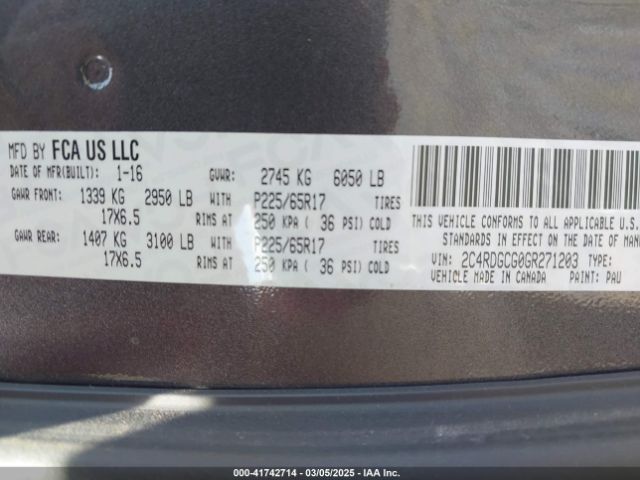 MFD BY FCA US LLC
DATE OF MFR(BUILT): 1-16 GVWR: 2745 KG 6050 LB
GAWR FRONT: 1339 KG 2950 LB WITH P225/65R17 TIRES
17X6.5 RIMS AT 250 KPA ( 36 PSI) COLD
GAWR REAR: 1407 KG 3100 LB WITH P225/65R17 TIRES
17X6.5 RIMS AT 250 KPA ( 36 PSI) COLD
THIS VEHICLE CONFORMS TO ALL APPLICABLE U.S.
STANDARDS IN EFFECT ON THE DATE OF MAN
VIN: 2C4RDGCG0GR271203 TYPE:
VEHICLE MADE IN CANADA PAINT: PAU
000-41742714 | 03/05/2025 - IAA Inc.